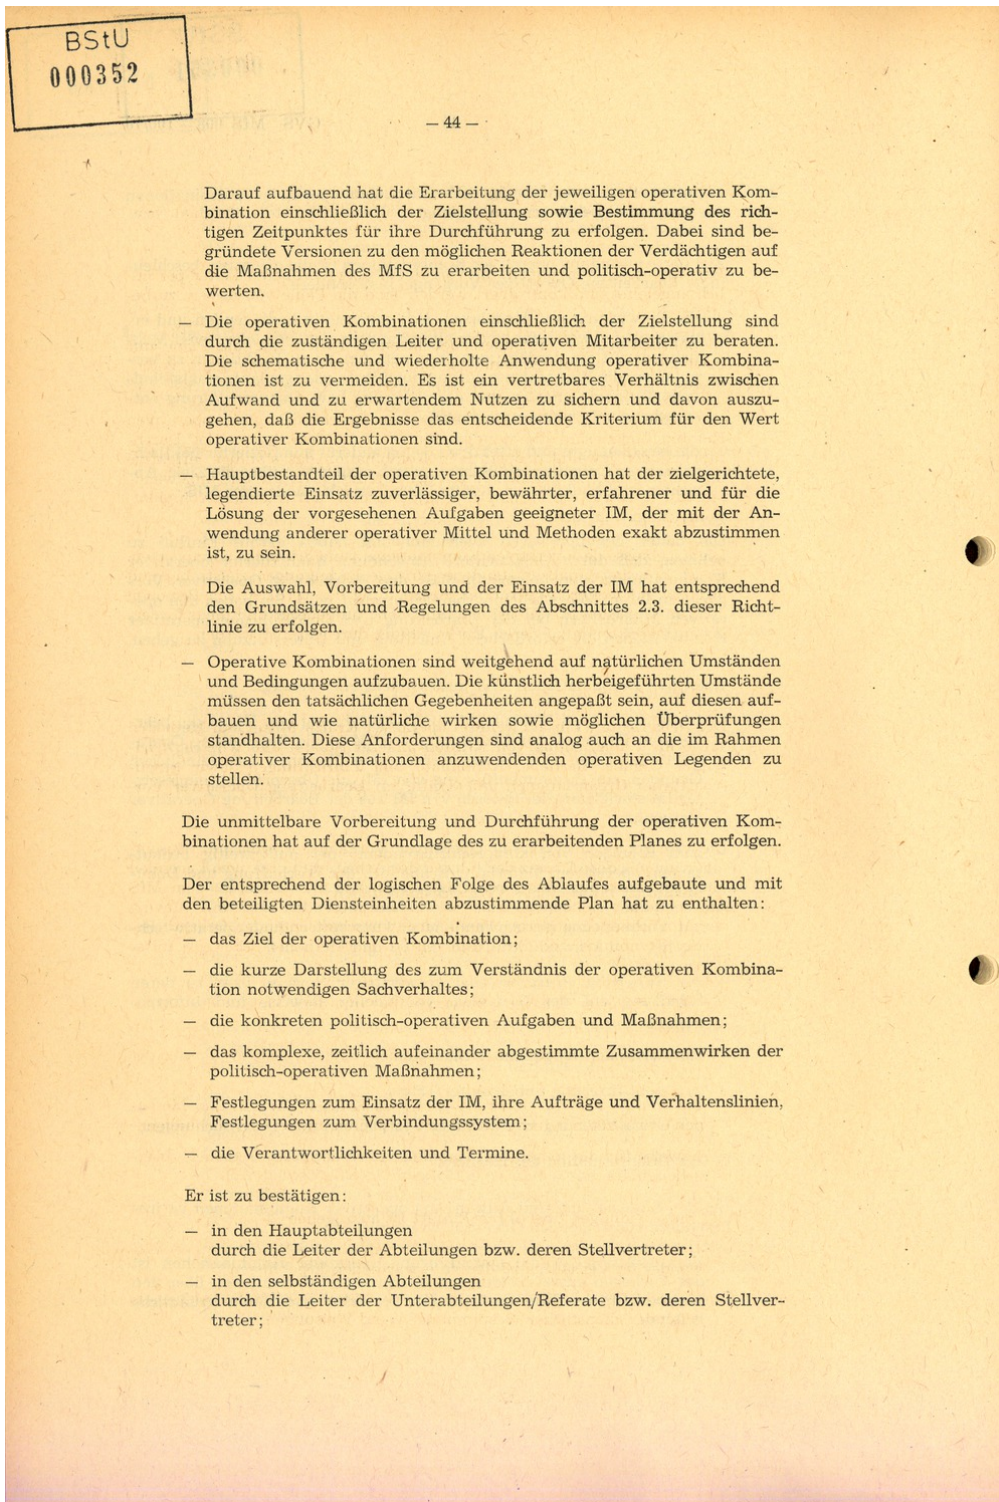 BStU
000352
— 44 —
Darauf aufbauend hat die Erarbeitung der jeweiligen operativen Kom-
bination einschließlich der Zielstellung sowie Bestimmung des rich-
tigen Zeitpunktes für ihre Durchführung zu erfolgen. Dabei sind be-
gründete Versionen zu den möglichen Reaktionen der Verdächtigen auf
die Maßnahmen des MfS zu erarbeiten und politisch-operativ zu be-
werten.
— Die operativen Kombinationen einschließlich der Zielstellung sind
durch die zuständigen Leiter und operativen Mitarbeiter zu beraten.
Die schematische und wiederholte Anwendung operativer Kombina-
tionen ist zu vermeiden. Es ist ein vertretbares Verhältnis zwischen
Aufwand und zu erwartendem Nutzen zu sichern und davon auszu-
gehen, daß die Ergebnisse das entscheidende Kriterium für den Wert
operativer Kombinationen sind.
— Hauptbestandteil der operativen Kombinationen hat der zielgerichtete,
legendierte Einsatz zuverlässiger, bewährter, erfahrener und für die
Lösung der vorgesehenen Aufgaben geeigneter IM, der mit der An-
wendung anderer operativer Mittel und Methoden exakt abzustimmen
ist, zu sein.
Die Auswahl, Vorbereitung und der Einsatz der IM hat entsprechend
den Grundsätzen und Regelungen des Abschnittes 2.3. dieser Richt-
linie zu erfolgen.
— Operative Kombinationen sind weitgehend auf natürlichen Umständen
und Bedingungen aufzubauen. Die künstlich herbeigeführten Umstände
müssen den tatsächlichen Gegebenheiten angepaßt sein, auf diesen auf-
bauen und wie natürliche wirken sowie möglichen Überprüfungen
standhalten. Diese Anforderungen sind analog auch an die im Rahmen
operativer Kombinationen anzuwendenden operativen Legenden zu
stellen.
Die unmittelbare Vorbereitung und Durchführung der operativen Kom-
binationen hat auf der Grundlage des zu erarbeitenden Planes zu erfolgen.
Der entsprechend der logischen Folge des Ablaufes aufgebaute und mit
den beteiligten Diensteinheiten abzustimmende Plan hat zu enthalten:
— das Ziel der operativen Kombination;
— die kurze Darstellung des zum Verständnis der operativen Kombina-
tion notwendigen Sachverhaltes;
— die konkreten politisch-operativen Aufgaben und Maßnahmen;
— das komplexe, zeitlich aufeinander abgestimmte Zusammenwirken der
politisch-operativen Maßnahmen;
— Festlegungen zum Einsatz der IM, ihre Aufträge und Verhaltenslinien,
Festlegungen zum Verbindungssystem;
— die Verantwortlichkeiten und Termine.
Er ist zu bestätigen:
— in den Hauptabteilungen
durch die Leiter der Abteilungen bzw. deren Stellvertreter;
— in den selbständigen Abteilungen
durch die Leiter der Unterabteilungen/Referate bzw. deren Stellver-
treter;